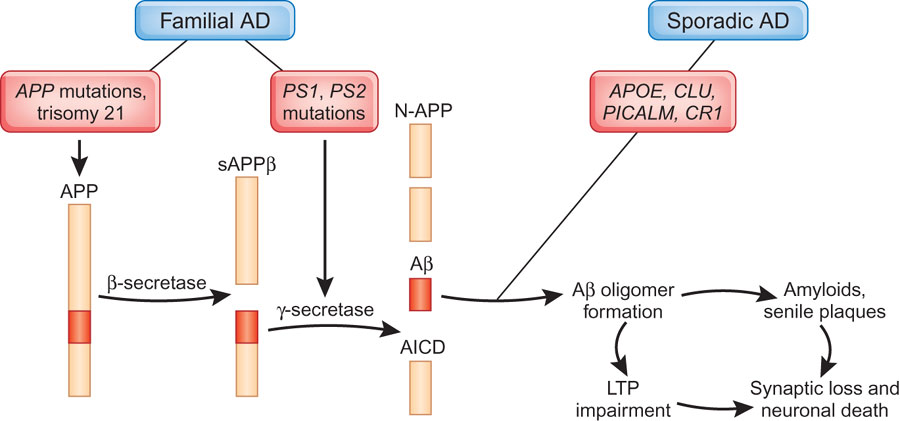 Familial AD
Sporadic AD
APP mutations,
trisomy 21
PS1, PS2
mutations
APOE, CLU,
PICALM, CR1
N-APP
sAPPβ
APP
Aβ
β-secretase
γ-secretase
Aβ oligomer
formation
Amyloids,
senile plaques
AICD
LTP
impairment
Synaptic loss and
neuronal death